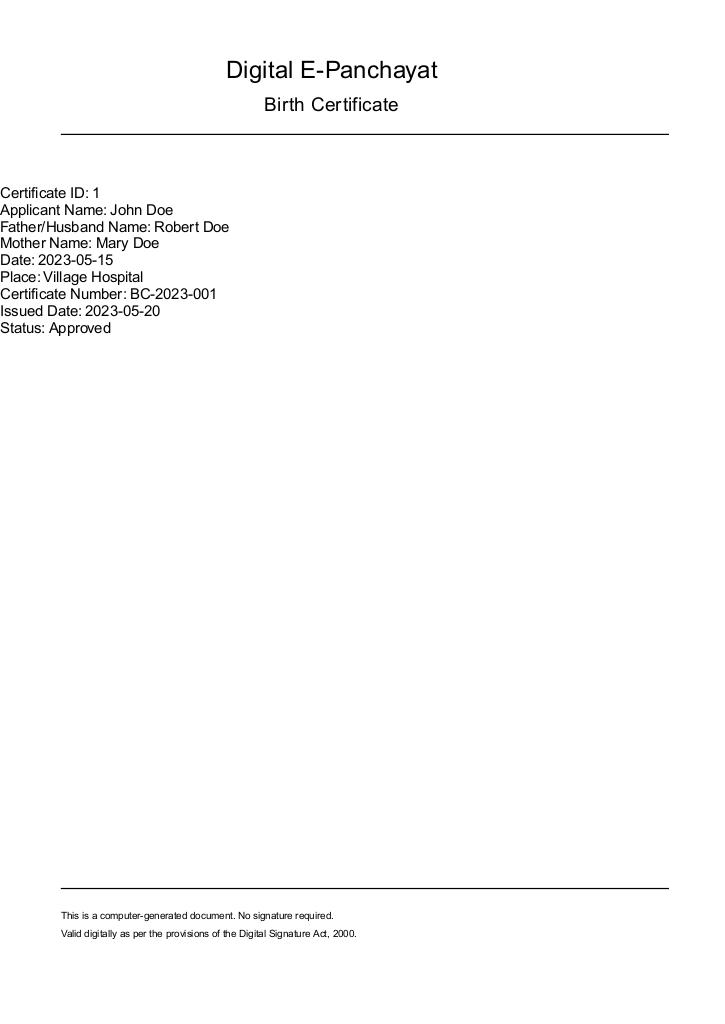 Digital E-Panchayat
Birth Certificate
Certificate ID: 1
Applicant Name: John Doe
Father/Husband Name: Robert Doe
Mother Name: Mary Doe
Date: 2023-05-15
Place: Village Hospital
Certificate Number: BC-2023-001
Issued Date: 2023-05-20
Status: Approved
This is a computer-generated document. No signature required.
Valid digitally as per the provisions of the Digital Signature Act, 2000.